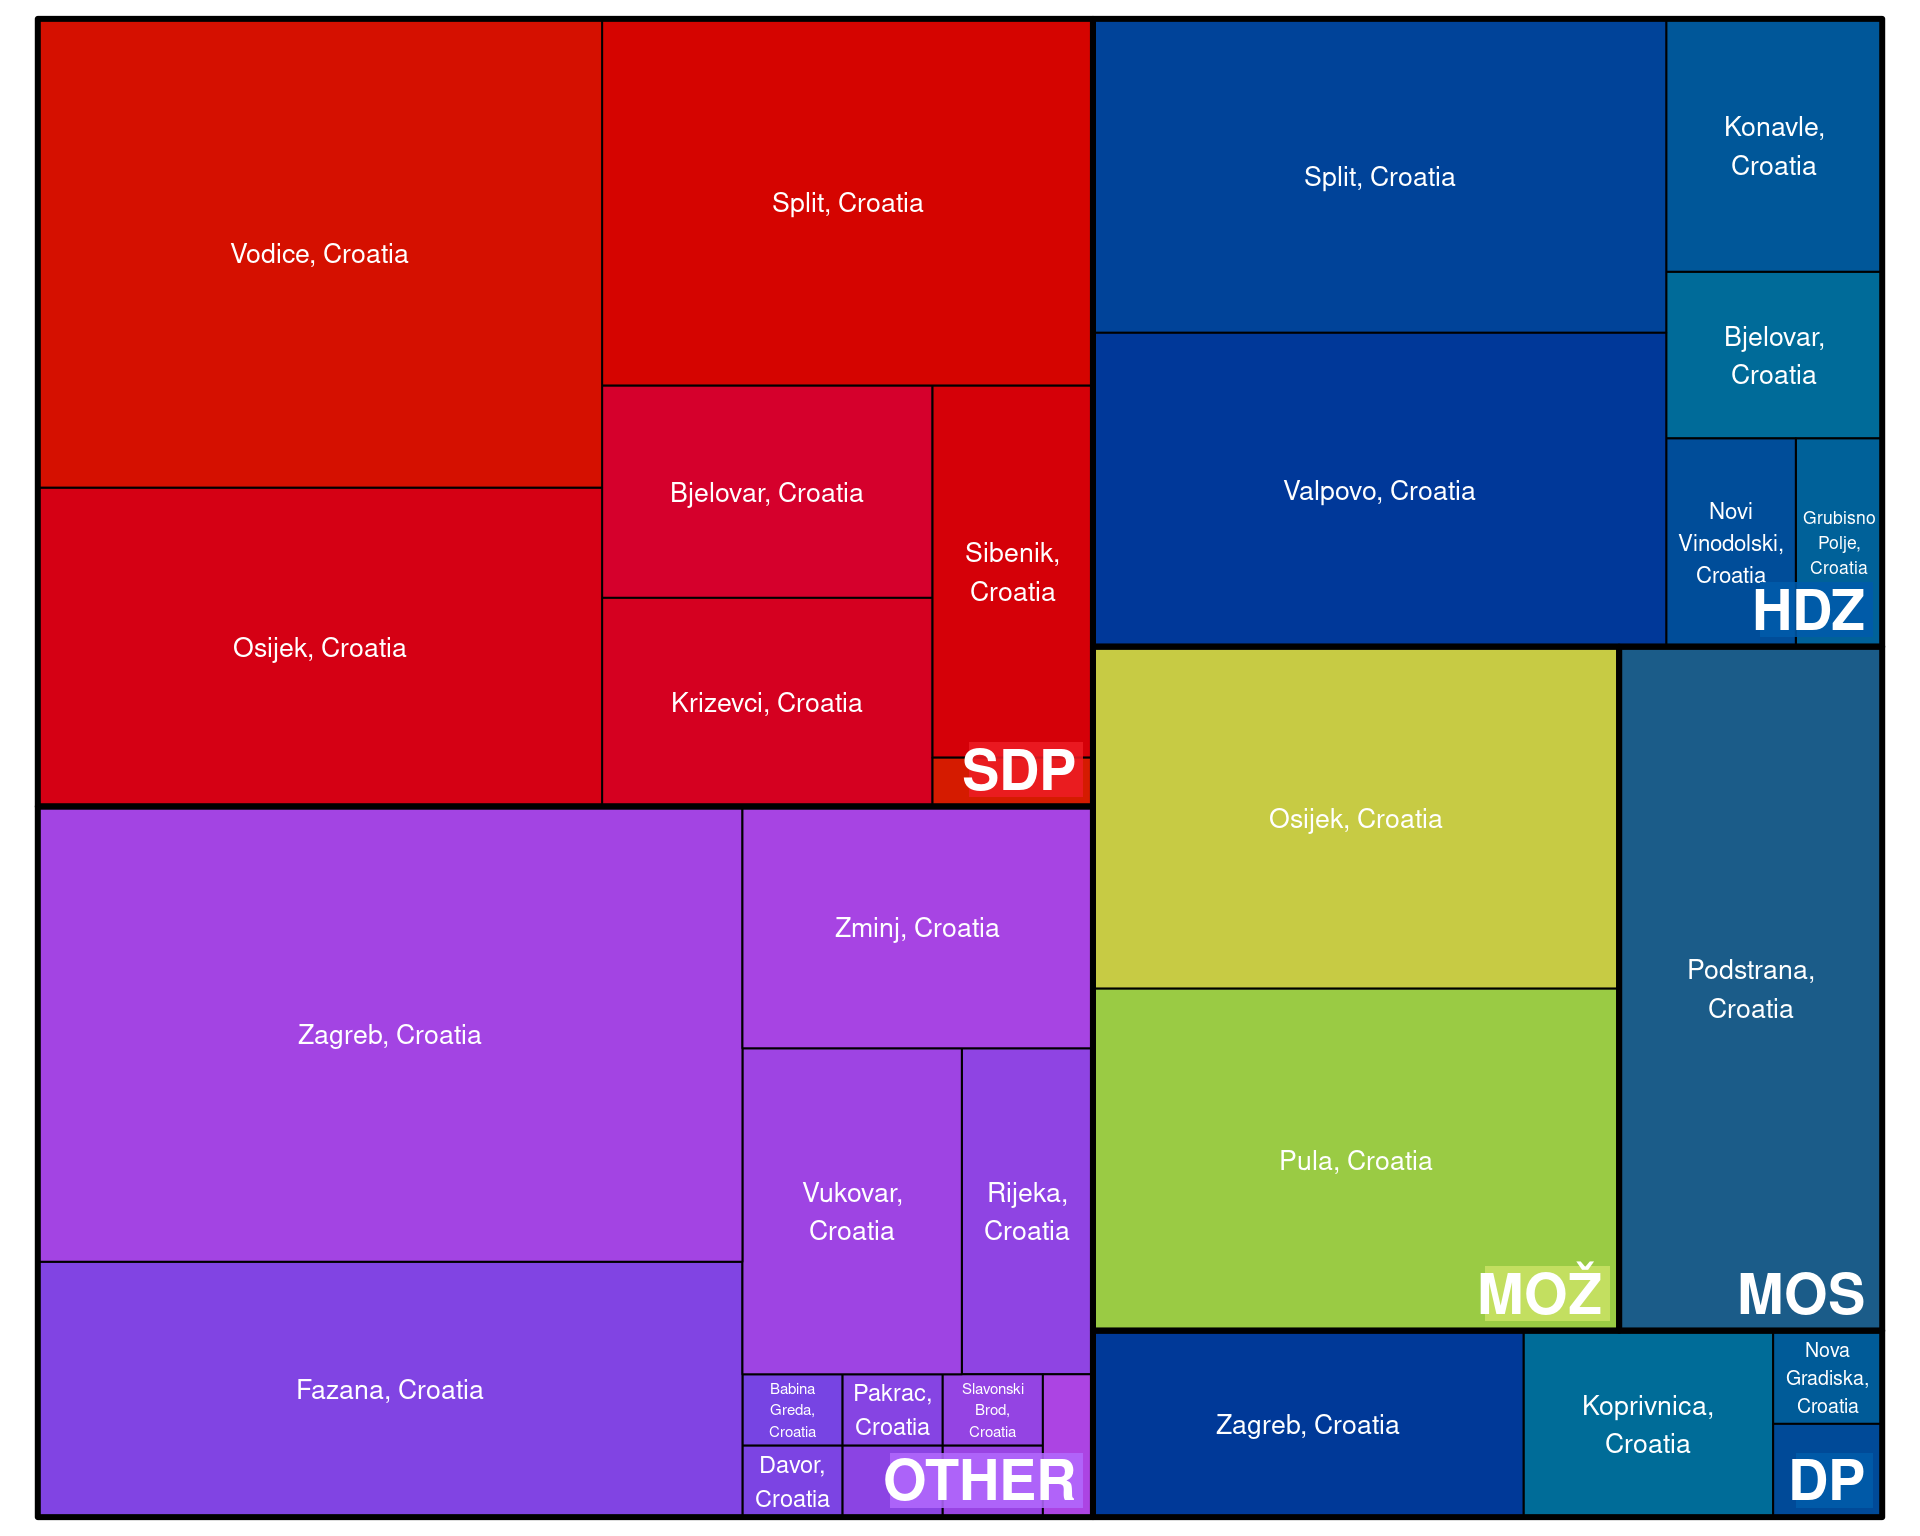 Vodice, Croatia
Split, Croatia
Osijek, Croatia
Bjelovar, Croatia
Krizevci, Croatia
Sibenik,
Croatia
SDP
Split, Croatia
Valpovo, Croatia
Konavle,
Croatia
Bjelovar,
Croatia
Novi
Vinodolski,
Croatia
Grubisno
Polje,
Croatia
HDZ
Zagreb, Croatia
Fazana, Croatia
Zminj, Croatia
Vukovar,
Croatia
Rijeka,
Croatia
Babina
Greda,
Croatia
Pakrac,
Croatia
Slavonski
Brod,
Croatia
Davor,
Croatia
OTHER
Osijek, Croatia
Pula, Croatia
MOŽ
Podstrana,
Croatia
MOS
Zagreb, Croatia
Koprivnica,
Croatia
Nova
Gradiska,
Croatia
DP